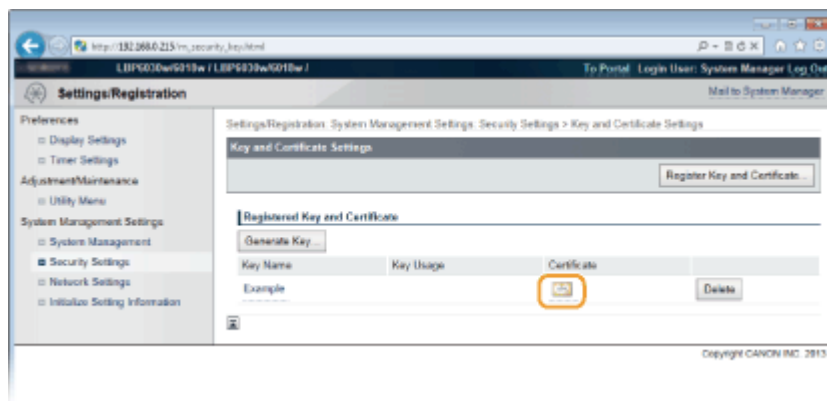 http://192.168.0.215/m_security_key.html
LBP6030w/6018w / LBP6030w/6018w /
To Portal Login User: System Manager Log Out
Settings/Registration
Mail to System Manager
Preferences
Display Settings
Timer Settings
Adjustment/Maintenance
Utility Menu
System Management Settings
System Management
Security Settings
Network Settings
Initialize Setting Information
Settings/Registration: System Management Settings: Security Settings > Key and Certificate Settings
Key and Certificate Settings
Register Key and Certificate...
Registered Key and Certificate
Generate Key...
Key Name Key Usage Certificate
Example Delete
Copyright CANON INC. 2013